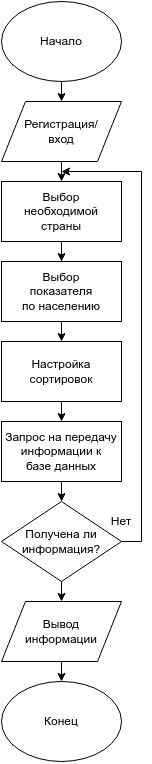 Начало
Регистрация/
вход
Выбор
необходимой
страны
Выбор
показателя
по населению
Настройка
сортировок
Запрос на передачу
информации к
базе данных
Получена ли
информация?
Нет
Вывод
информации
Конец